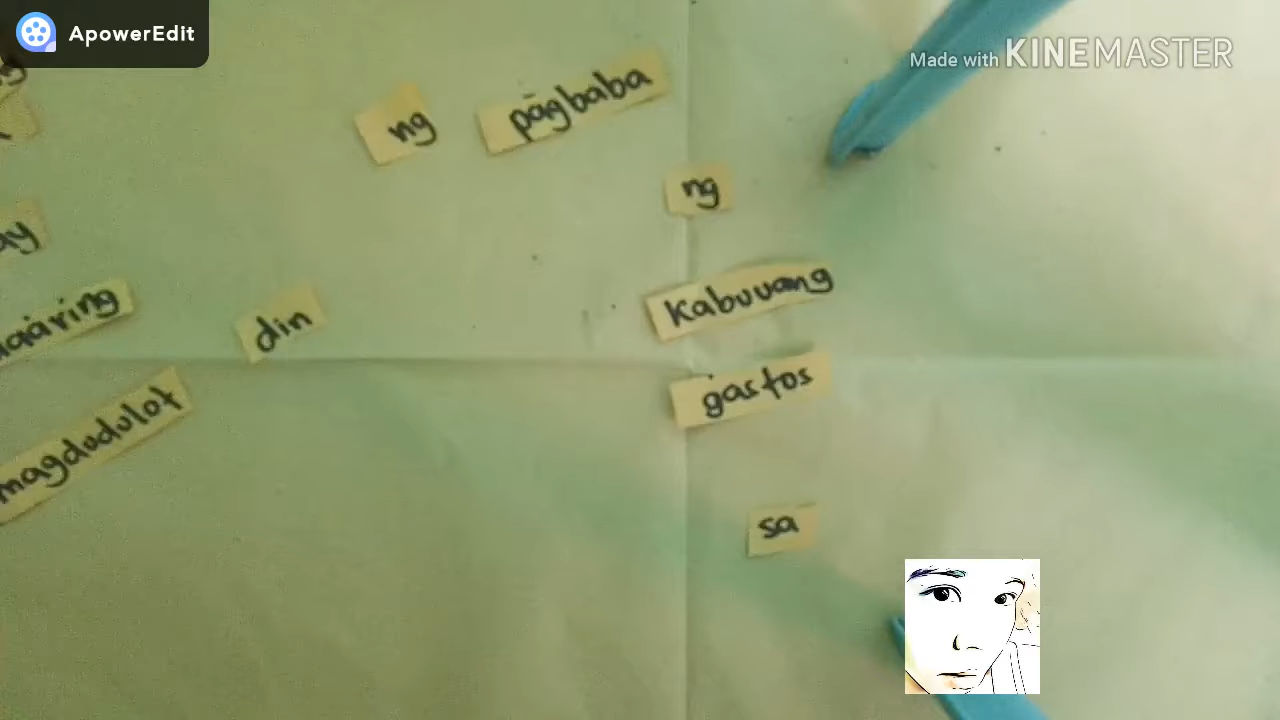 ApowerEdit
Made with KINEMASTER
ng pagbaba
ng
kabuuang
din
gastos
magdudulot
sa